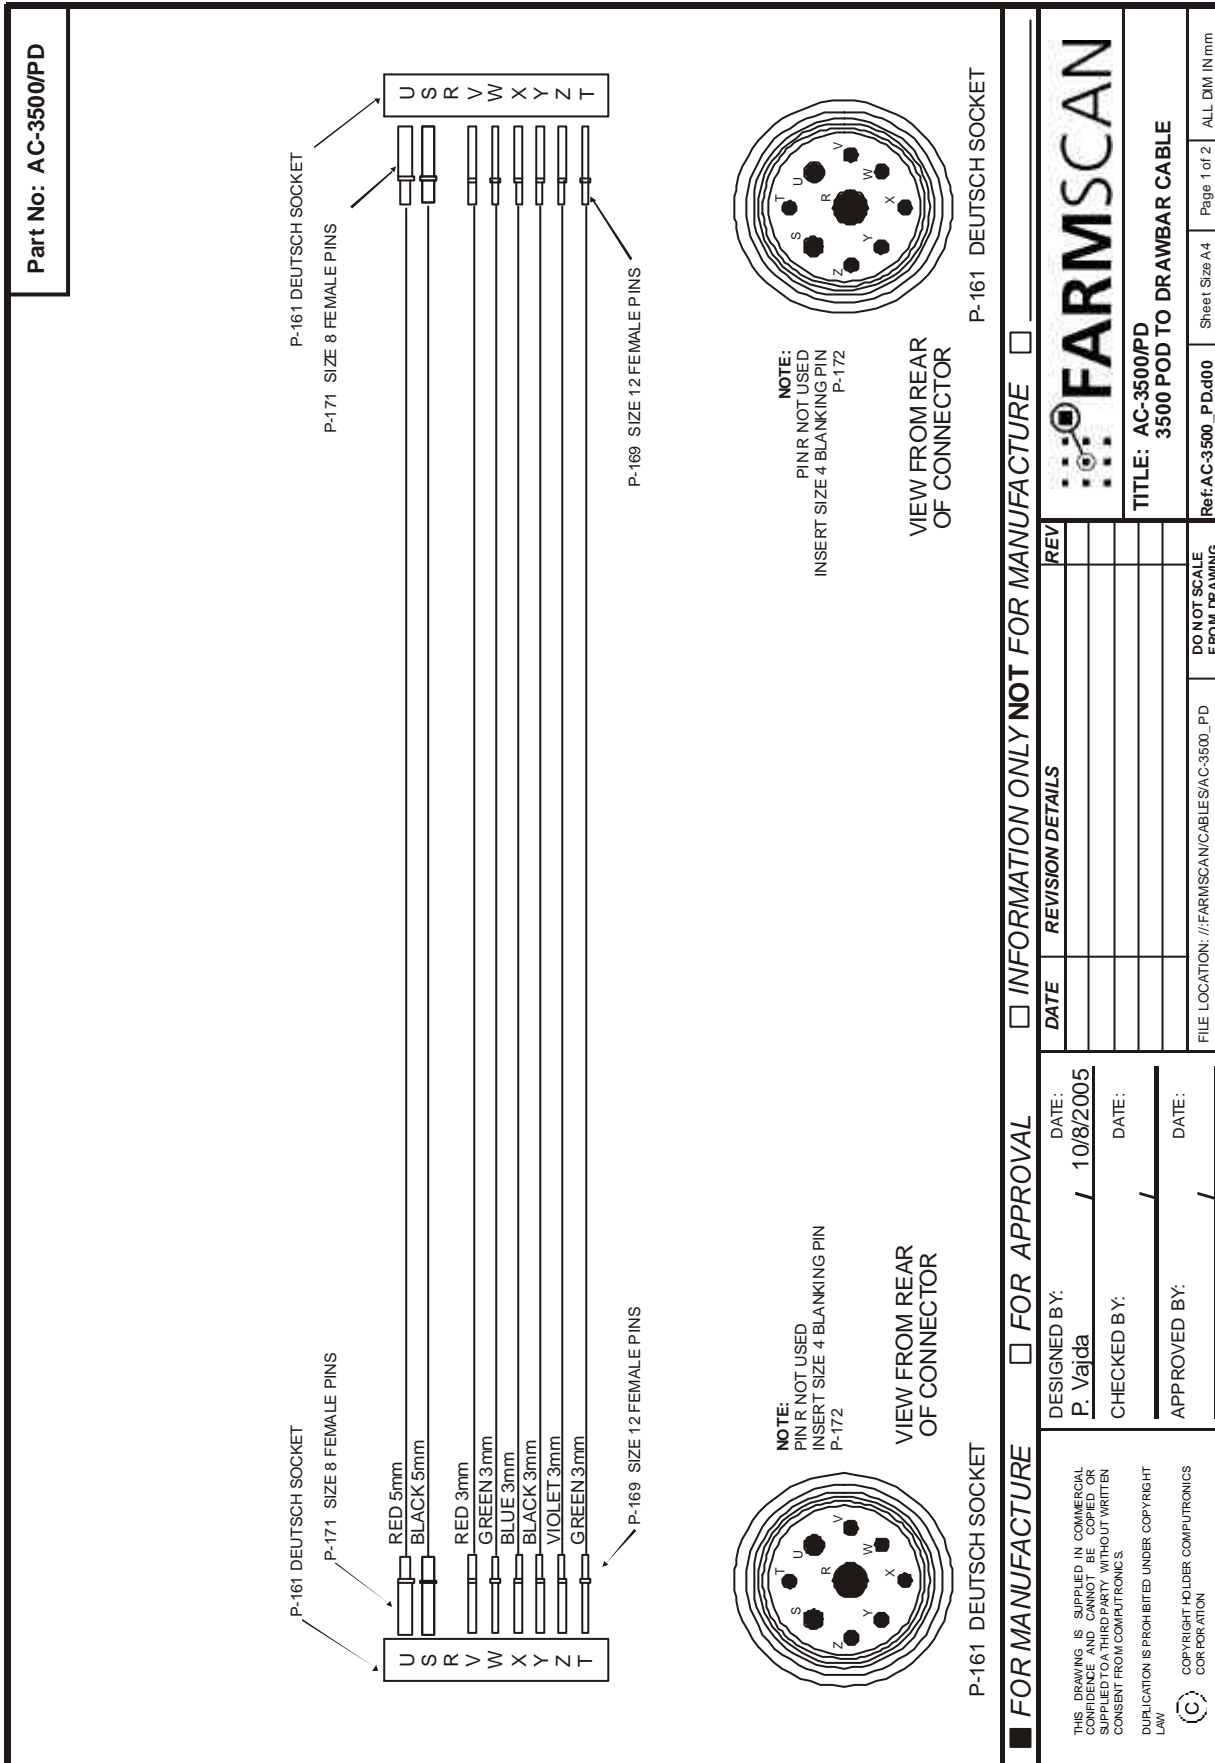 Part No: AC-3500/PD
P-161 DEUTSCH SOCKET
P-171 SIZE 8 FEMALE PINS
RED 5mm
BLACK 5mm
RED 3mm
GREEN 3mm
BLUE 3mm
BLACK 3mm
VIOLET 3mm
GREEN 3mm
U
S
R
V
W
X
Y
Z
T
P-169 SIZE 12 FEMALE PINS
P-161 DEUTSCH SOCKET
P-171 SIZE 8 FEMALE PINS
U
S
R
V
W
X
Y
Z
T
P-169 SIZE 12 FEMALE PINS
T
S
U
R
V
Z
W
Y
X
NOTE:
PIN R NOT USED
INSERT SIZE 4 BLANKING PIN
P-172
VIEW FROM REAR
OF CONNECTOR
P-161 DEUTSCH SOCKET
NOTE:
PIN R NOT USED
INSERT SIZE 4 BLANKING PIN
P-172
VIEW FROM REAR
OF CONNECTOR
T
S
U
R
V
Z
W
Y
X
P-161 DEUTSCH SOCKET
FOR MANUFACTURE
FOR APPROVAL
INFORMATION ONLY NOT FOR MANUFACTURE
THIS DRAWING IS SUPPLIED IN COMMERCIAL
CONFIDENCE AND CANNOT BE COPIED OR
SUPPLIED TO A THIRD PARTY WITHOUT WRITTEN
CONSENT FROM COMPUTRONICS.
DUPLICATION IS PROHIBITED UNDER COPYRIGHT
LAW
C COPYRIGHT HOLDER COMPUTRONICS
CORPORATION
DESIGNED BY: DATE:
P. Vajda / 10/8/2005
CHECKED BY: DATE:
/
APPROVED BY: DATE:
/
DATE REVISION DETAILS REV
FILE LOCATION: //:FARMSCAN/CABLES/AC-3500_PD
DO NOT SCALE
FROM DRAWING
FARMSCAN
TITLE: AC-3500/PD
3500 POD TO DRAWBAR CABLE
Ref:AC-3500_PD.d00 Sheet Size A4 Page 1 of 2 ALL DIM IN mm